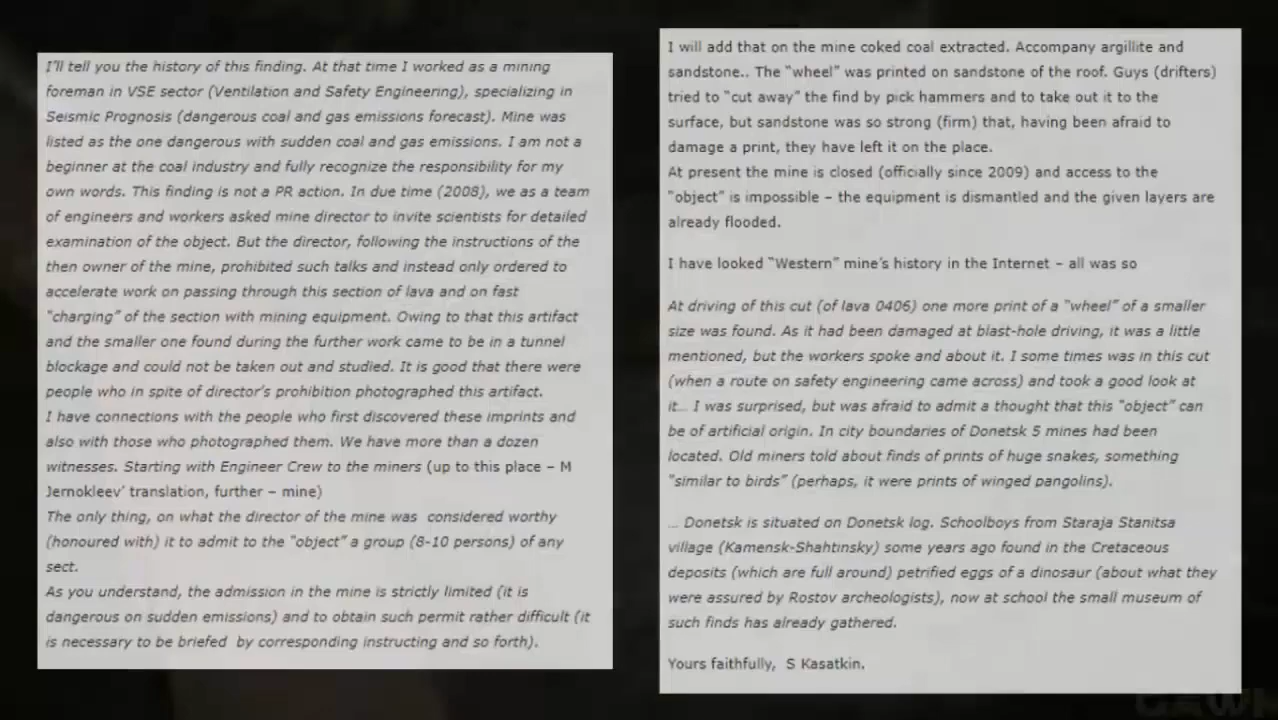 I'll tell you the history of this finding. At that time I worked as a mining
foreman in VSE sector (Ventilation and Safety Engineering), specializing in
Seismic Prognosis (dangerous coal and gas emissions forecast). Mine was
listed as the one dangerous with sudden coal and gas emissions. I am not a
beginner at the coal industry and fully recognize the responsibility for my
own words. This finding is not a PR action. In due time (2008), we as a team
of engineers and workers asked mine director to invite scientists for detailed
examination of the object. But the director, following the instructions of the
then owner of the mine, prohibited such talks and instead only ordered to
accelerate work on passing through this section of lava and on fast
"charging" of the section with mining equipment. Owing to that this artifact
and the smaller one found during the further work came to be in a tunnel
blockage and could not be taken out and studied. It is good that there were
people who in spite of director's prohibition photographed this artifact.
I have connections with the people who first discovered these imprints and
also with those who photographed them. We have more than a dozen
witnesses. Starting with Engineer Crew to the miners (up to this place – M
Jernokleev' translation, further – mine)
The only thing, on what the director of the mine was considered worthy
(honoured with) it to admit to the "object" a group (8-10 persons) of any
sect.
As you understand, the admission in the mine is strictly limited (it is
dangerous on sudden emissions) and to obtain such permit rather difficult (it
is necessary to be briefed by corresponding instructing and so forth).
I will add that on the mine coked coal extracted. Accompany argillite and
sandstone.. The "wheel" was printed on sandstone of the roof. Guys (drifters)
tried to "cut away" the find by pick hammers and to take out it to the
surface, but sandstone was so strong (firm) that, having been afraid to
damage a print, they have left it on the place.
At present the mine is closed (officially since 2009) and access to the
"object" is impossible – the equipment is dismantled and the given layers are
already flooded.
I have looked "Western" mine's history in the Internet – all was so
At driving of this cut (of lava 0406) one more print of a "wheel" of a smaller
size was found. As it had been damaged at blast-hole driving, it was a little
mentioned, but the workers spoke and about it. I some times was in this cut
(when a route on safety engineering came across) and took a good look at
it… I was surprised, but was afraid to admit a thought that this "object" can
be of artificial origin. In city boundaries of Donetsk 5 mines had been
located. Old miners told about finds of prints of huge snakes, something
"similar to birds" (perhaps, it were prints of winged pangolins).
… Donetsk is situated on Donetsk log. Schoolboys from Staraja Stanitsa
village (Kamensk-Shahtinsky) some years ago found in the Cretaceous
deposits (which are full around) petrified eggs of a dinosaur (about what they
were assured by Rostov archeologists), now at school the small museum of
such finds has already gathered.
Yours faithfully, S Kasatkin.